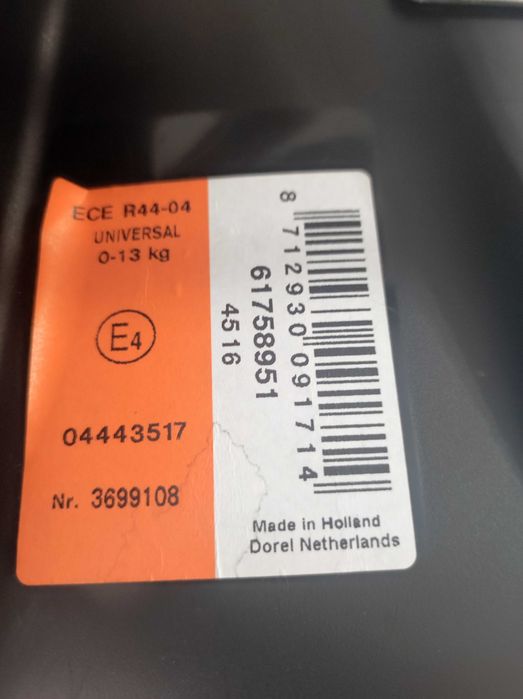 ECE R44-04
UNIVERSAL
0-13 kg
E4
04443517
Nr. 3699108
8 712930 091714
61758951
4516
Made in Holland
Dorel Netherlands